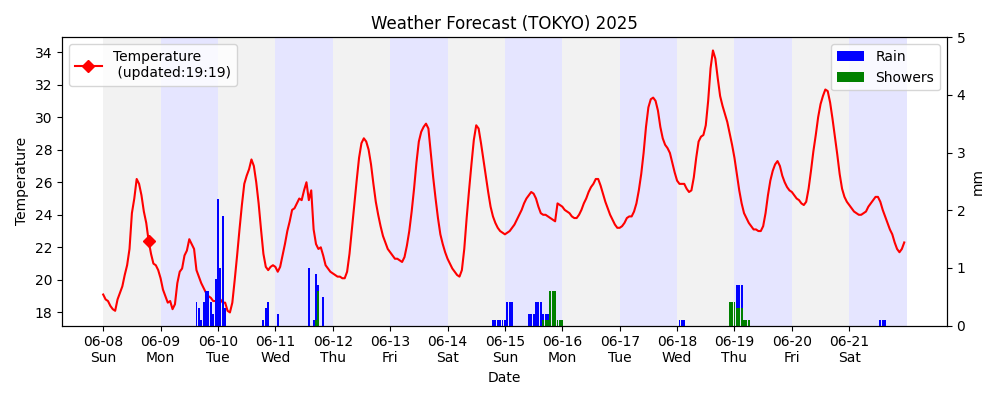 Weather Forecast (TOKYO) 2025
Temperature
(updated:19:19)
Rain
Showers
34
32
30
28
26
24
22
20
18
Temperature
5
4
3
2
1
0
mm
06-08 06-09 06-10 06-11 06-12 06-13 06-14 06-15 06-16 06-17 06-18 06-19 06-20 06-21
Sun Mon Tue Wed Thu Fri Sat Sun Mon Tue Wed Thu Fri Sat
Date